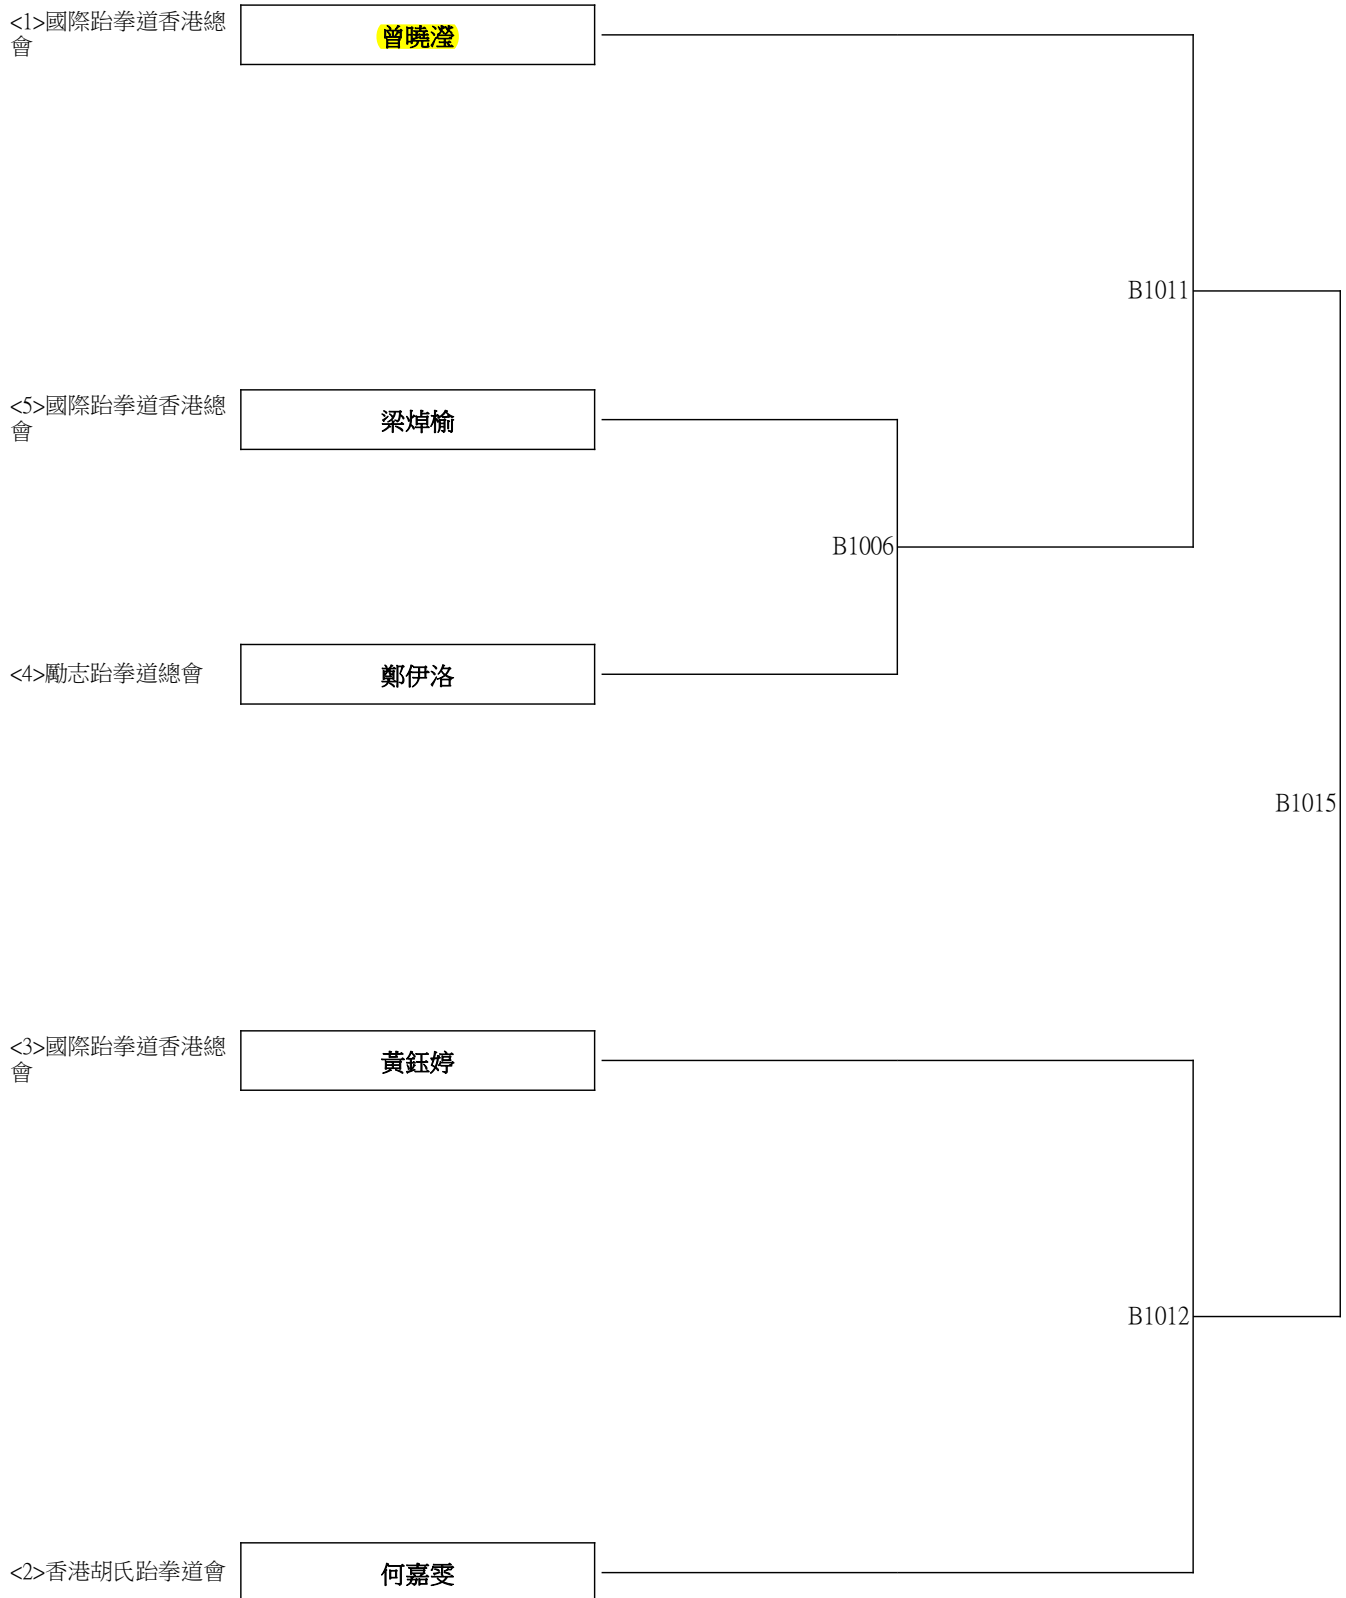 <1>國際跆拳道香港總
會
曾曉瀅
B1011
<5>國際跆拳道香港總
會
梁焯榆
B1006
<4>勵志跆拳道總會
鄭伊洛
B1015
<3>國際跆拳道香港總
會
黃鈺婷
B1012
<2>香港胡氏跆拳道會
何嘉雯